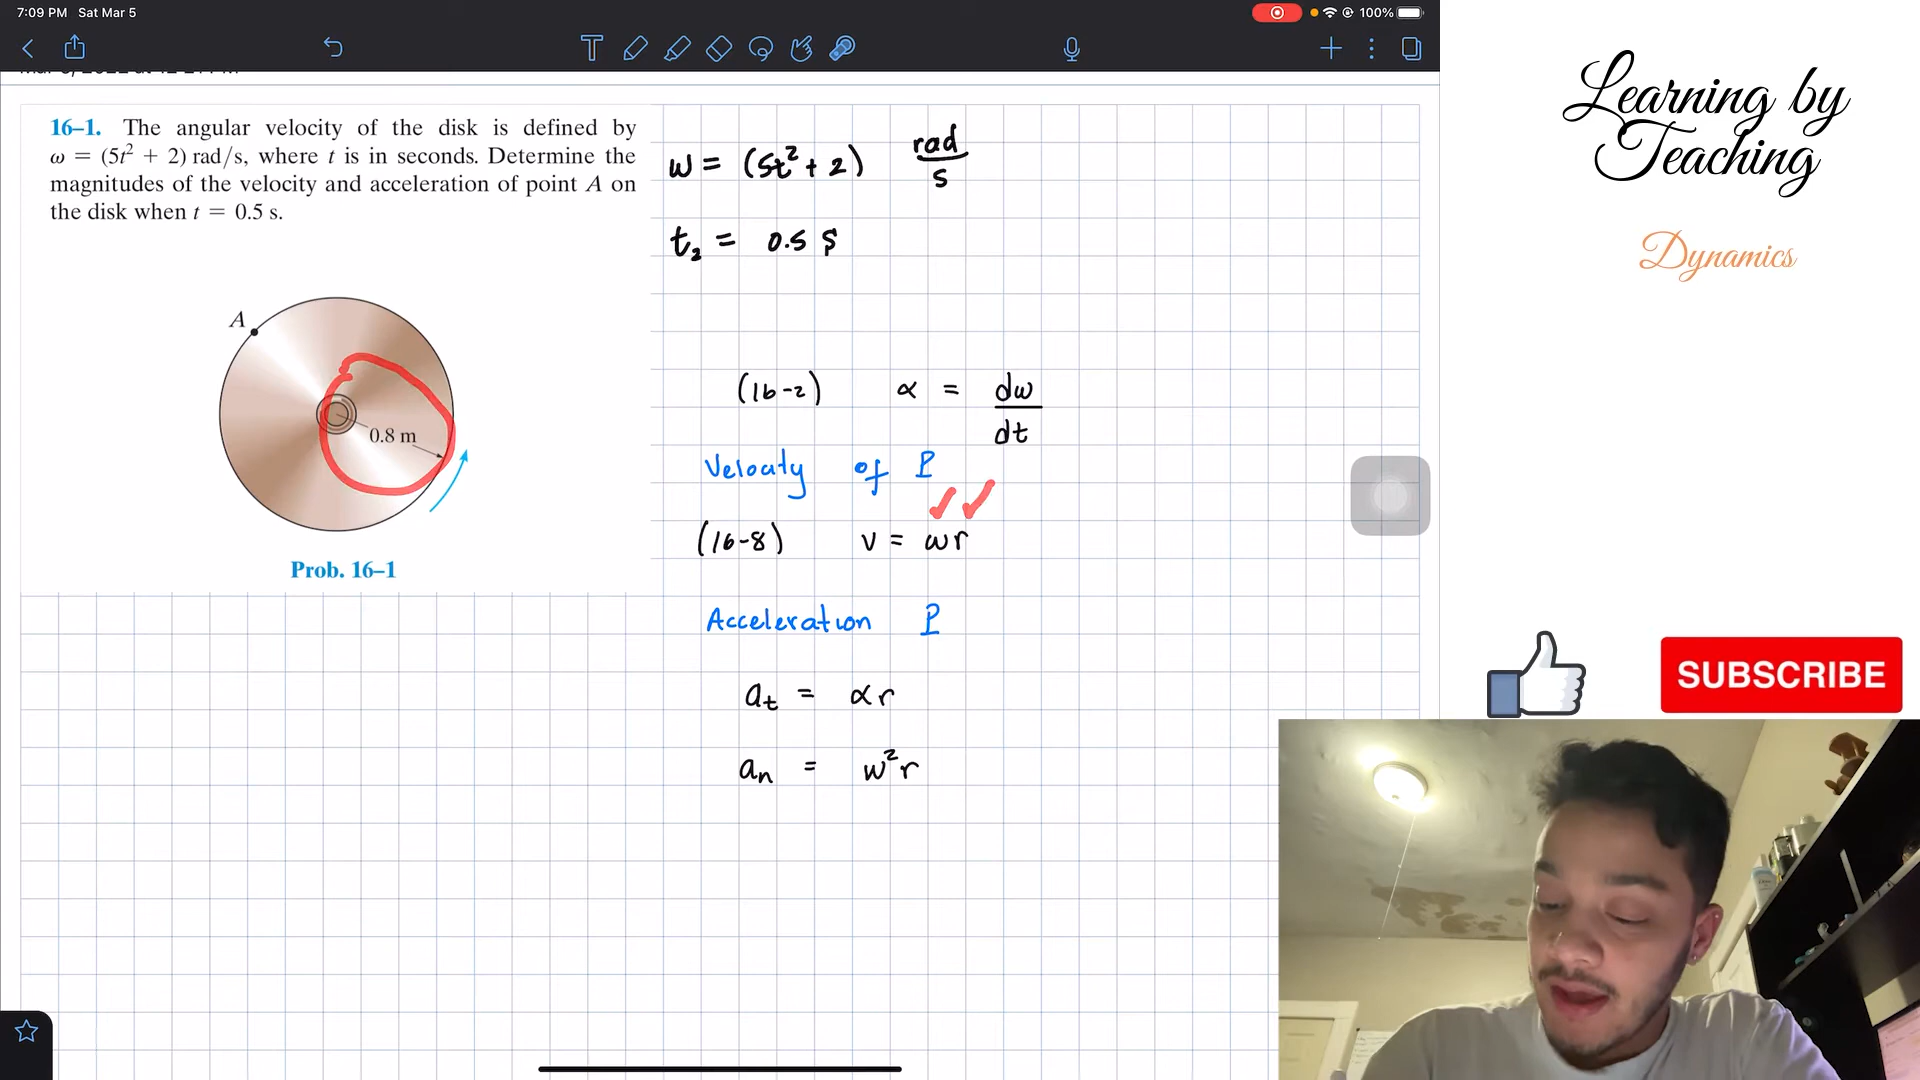 7:09 PM Sat Mar 5
100%
16–1. The angular velocity of the disk is defined by
ω = (5t² + 2) rad/s, where t is in seconds. Determine the
magnitudes of the velocity and acceleration of point A on
the disk when t = 0.5 s.
A
0.8 m
Prob. 16–1
ω = (5t² + 2) rad/s
t₂ = 0.5 s
(16-2) α = dω/dt
Velocity of P
(16-8) v = ωr
Acceleration P
aₜ = αr
aₙ = ω²r
Learning by
Teaching
Dynamics
SUBSCRIBE